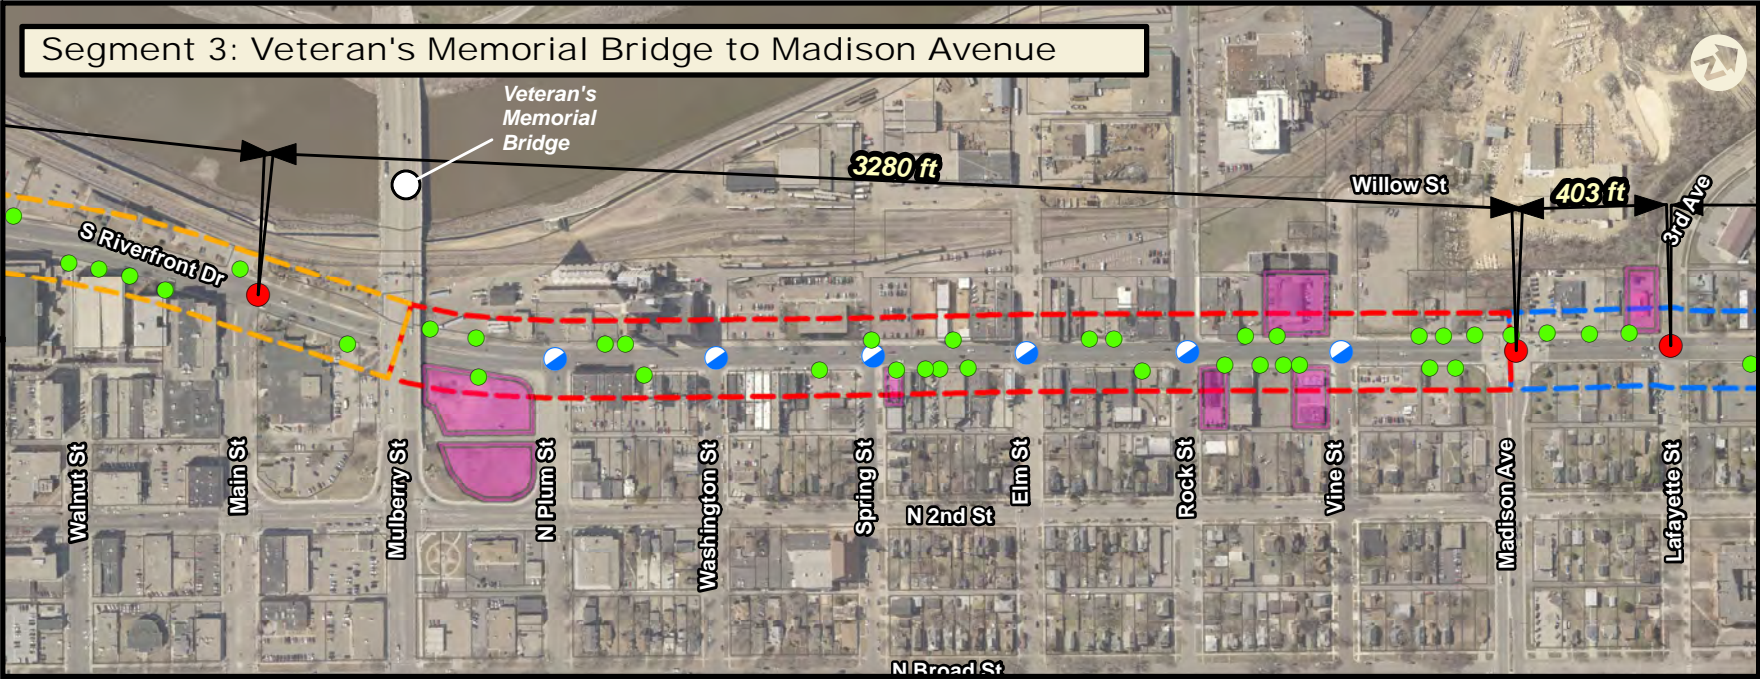 Segment 3: Veteran's Memorial Bridge to Madison Avenue
Veteran's
Memorial
Bridge
3280 ft
Willow St
403 ft
3rd Ave
S Riverfront Dr
Walnut St
Main St
Mulberry St
N Plum St
Washington St
Spring St
N 2nd St
Elm St
Rock St
Vine St
Madison Ave
Lafayette St
N Broad St
N